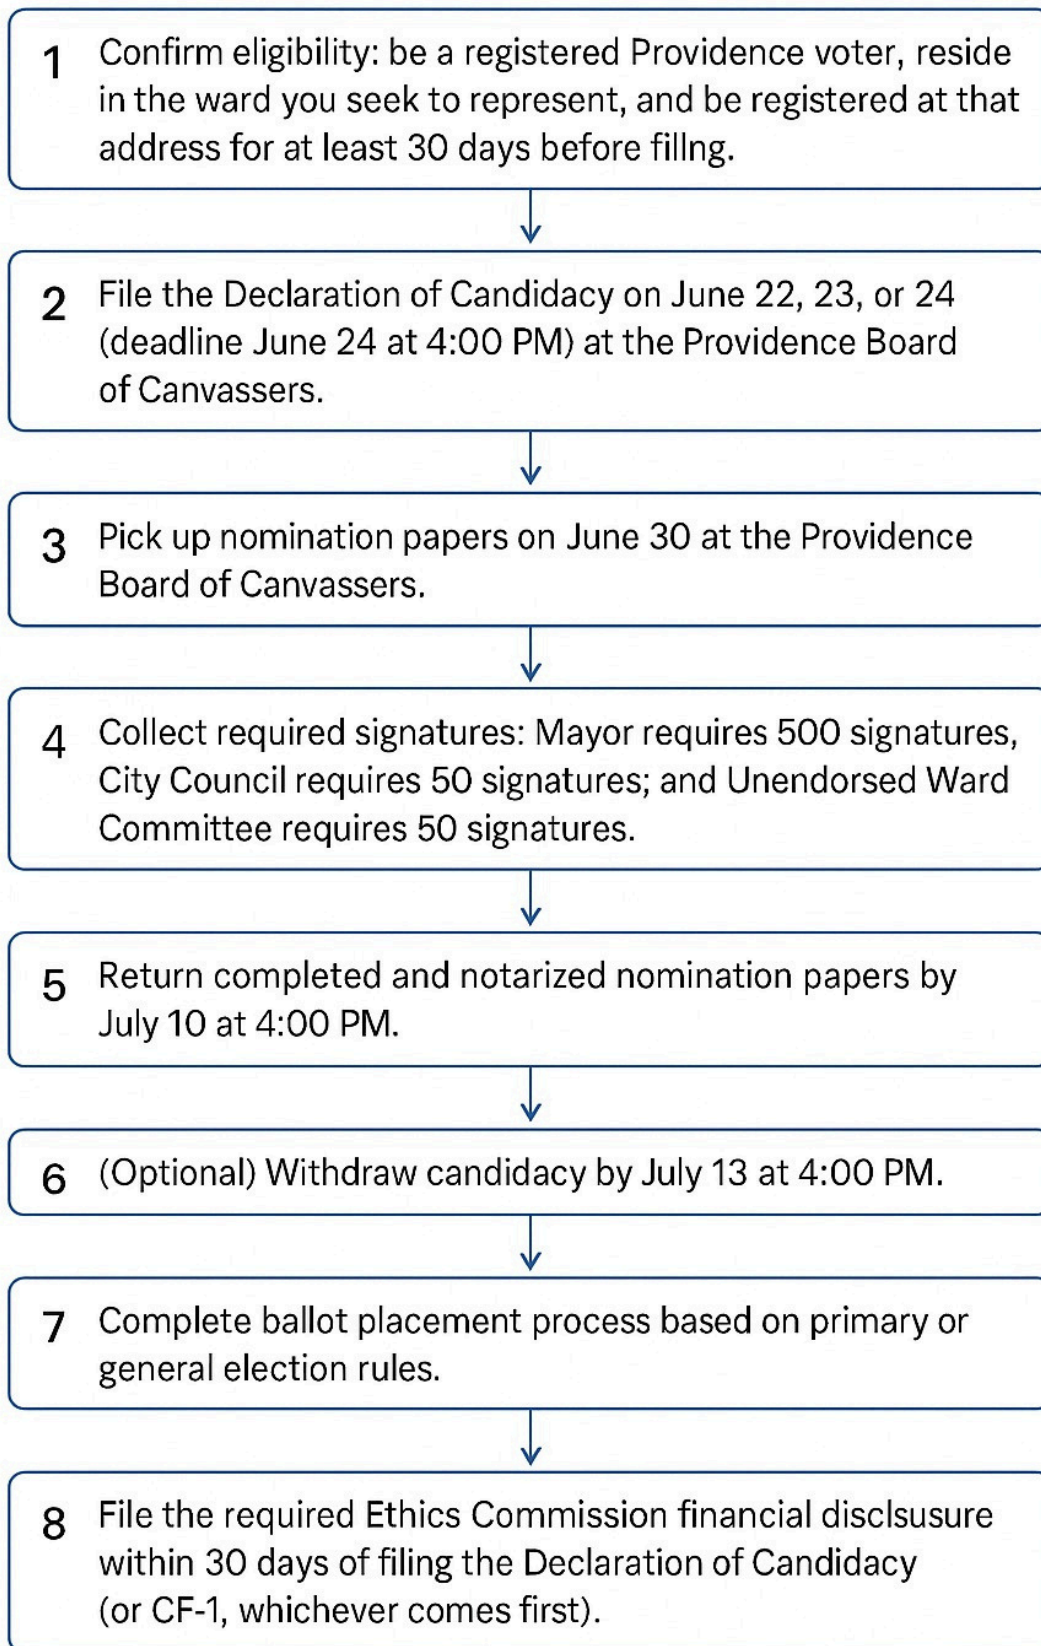 1 Confirm eligibility: be a registered Providence voter, reside
in the ward you seek to represent, and be registered at that
address for at least 30 days before fillng.
2 File the Declaration of Candidacy on June 22, 23, or 24
(deadline June 24 at 4:00 PM) at the Providence Board
of Canvassers.
3 Pick up nomination papers on June 30 at the Providence
Board of Canvassers.
4 Collect required signatures: Mayor requires 500 signatures,
City Council requires 50 signatures; and Unendorsed Ward
Committee requires 50 signatures.
5 Return completed and notarized nomination papers by
July 10 at 4:00 PM.
6 (Optional) Withdraw candidacy by July 13 at 4:00 PM.
7 Complete ballot placement process based on primary or
general election rules.
8 File the required Ethics Commission financial disclsusure
within 30 days of filing the Declaration of Candidacy
(or CF-1, whichever comes first).